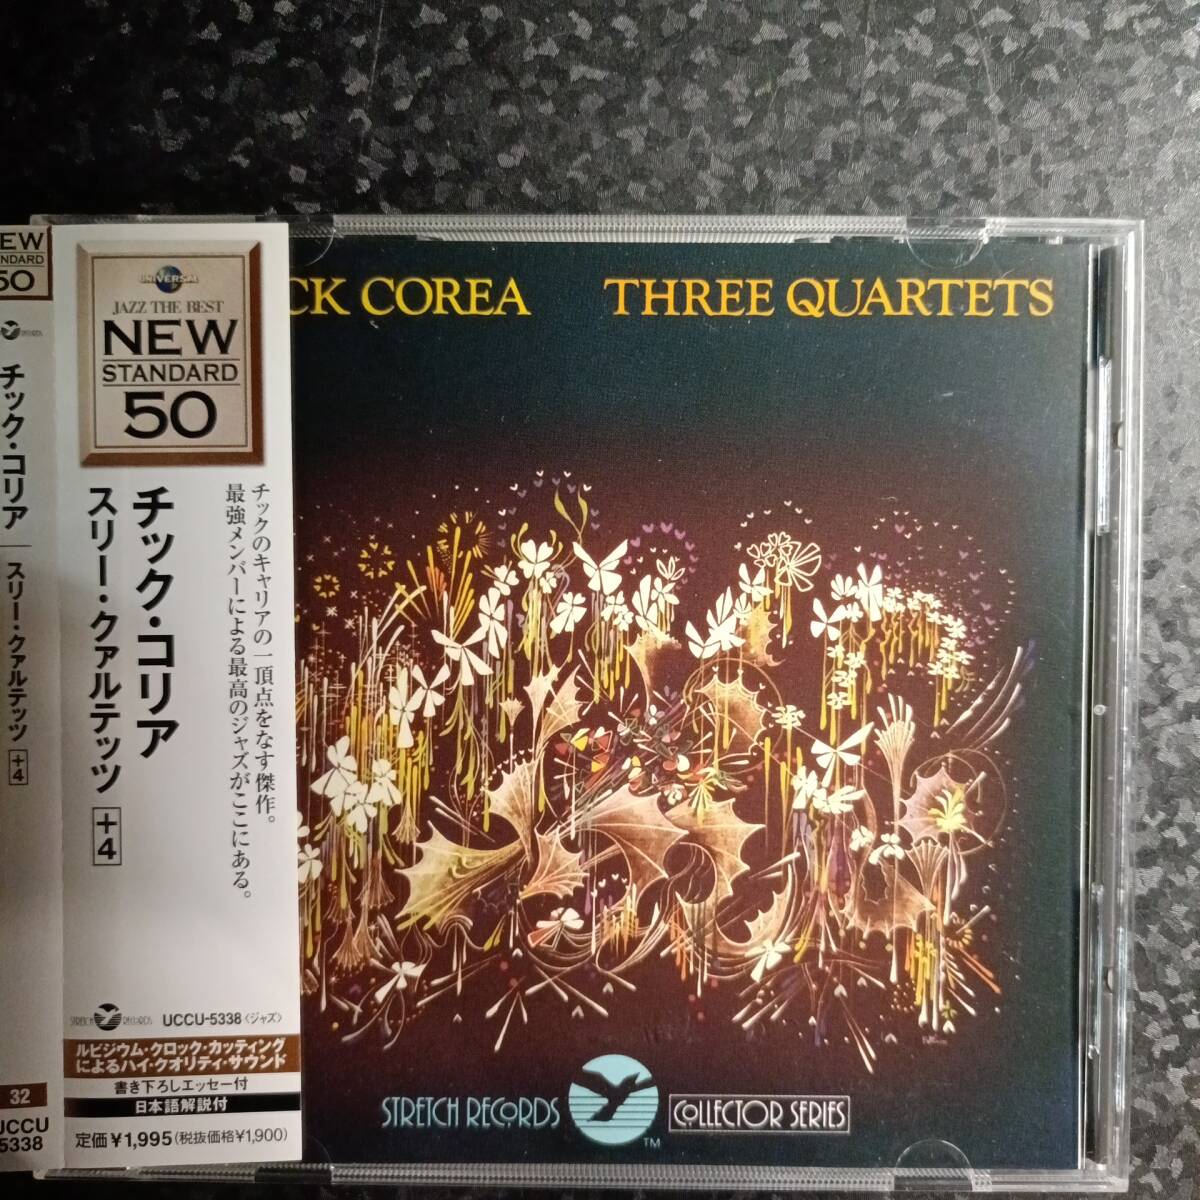 EW
ANDARD
50
RECORDS
チック・コリア
スリー・クァルテッツ +4
32
UCCU
-5338
UNIVERSAL
JAZZ THE BEST
NEW
STANDARD
50
チックのキャリアの一頂点をなす傑作。
最強メンバーによる最高のジャズがここにある。
チック・コリア
スリー・クァルテッツ +4
STRETCH RECORDS
UCCU-5338〈ジャズ〉
ルビジウム・クロック・カッティング
によるハイ・クオリティ・サウンド
書き下ろしエッセー付
日本語解説付
定価¥1,995(税抜価格¥1,900)
CK COREA THREE QUARTETS
STRETCH RECORDS
TM
COLLECTOR SERIES